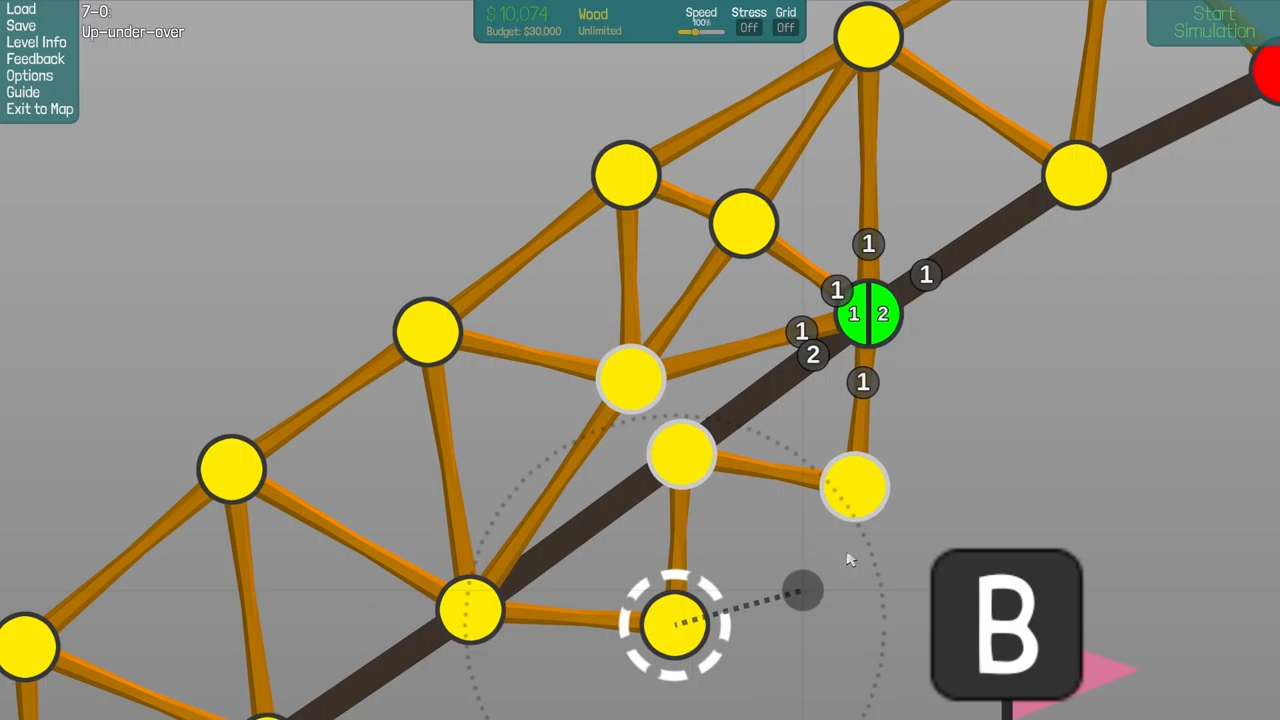 Load
Save
Level Info
Feedback
Options
Guide
Exit to Map
7-0:
Up-under-over
$10,074
Budget: $30,000
Wood
Unlimited
Speed
100%
Stress
Off
Grid
Off
Start
Simulation
1
1
1
1 2
1
2
1
B